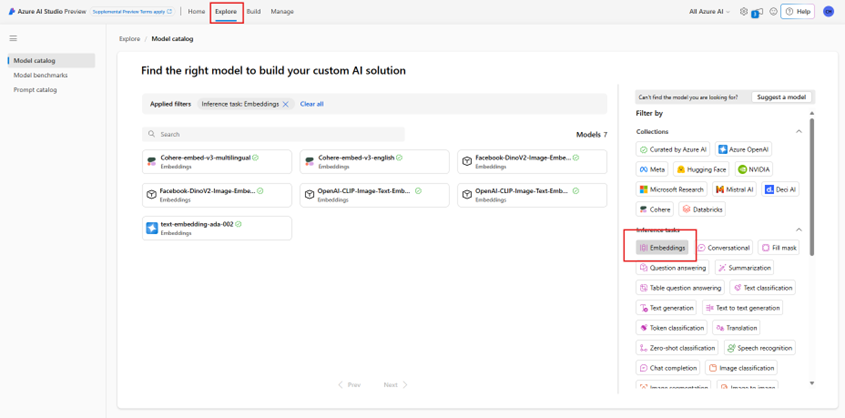 Azure AI Studio Preview
Supplemental Preview Terms apply
Home
Explore
Build
Manage
All Azure AI
1
Help
Model catalog
Model benchmarks
Prompt catalog
Explore / Model catalog
Find the right model to build your custom AI solution
Applied filters
Inference task: Embeddings
Clear all
Search
Models 7
Cohere-embed-v3-multilingual
Embeddings
Cohere-embed-v3-english
Embeddings
Facebook-DinoV2-Image-Embe...
Embeddings
Facebook-DinoV2-Image-Embe...
Embeddings
OpenAI-CLIP-Image-Text-Emb...
Embeddings
OpenAI-CLIP-Image-Text-Emb...
Embeddings
text-embedding-ada-002
Embeddings
Prev
Next
Can't find the model you are looking for?
Suggest a model
Filter by
Collections
Curated by Azure AI
Azure OpenAI
Meta
Hugging Face
NVIDIA
Microsoft Research
Mistral AI
Deci AI
Cohere
Databricks
Inference tasks
Embeddings
Conversational
Fill mask
Question answering
Summarization
Table question answering
Text classification
Text generation
Text to text generation
Token classification
Translation
Zero-shot classification
Speech recognition
Chat completion
Image classification
Image segmentation
Image to image